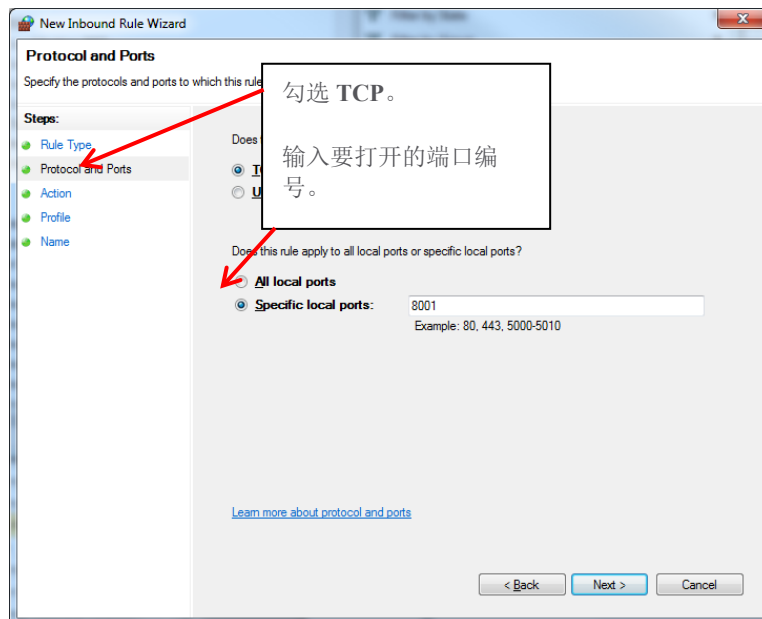 New Inbound Rule Wizard
Protocol and Ports
Specify the protocols and ports to which this rule
勾选 TCP。
输入要打开的端口编
号。
Steps:
Rule Type
Protocol and Ports
Action
Profile
Name
Does
Does this rule apply to all local ports or specific local ports?
All local ports
Specific local ports:
8001
Example: 80, 443, 5000-5010
Learn more about protocol and ports
< Back
Next >
Cancel